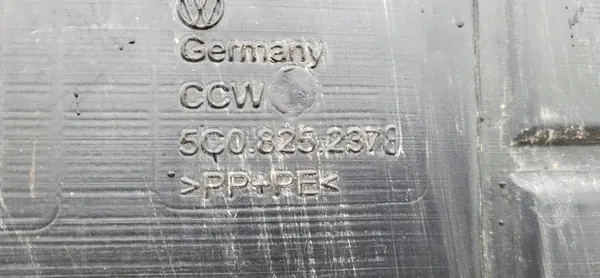 Germany
CCW
5C0.825.237
>PP+PE<